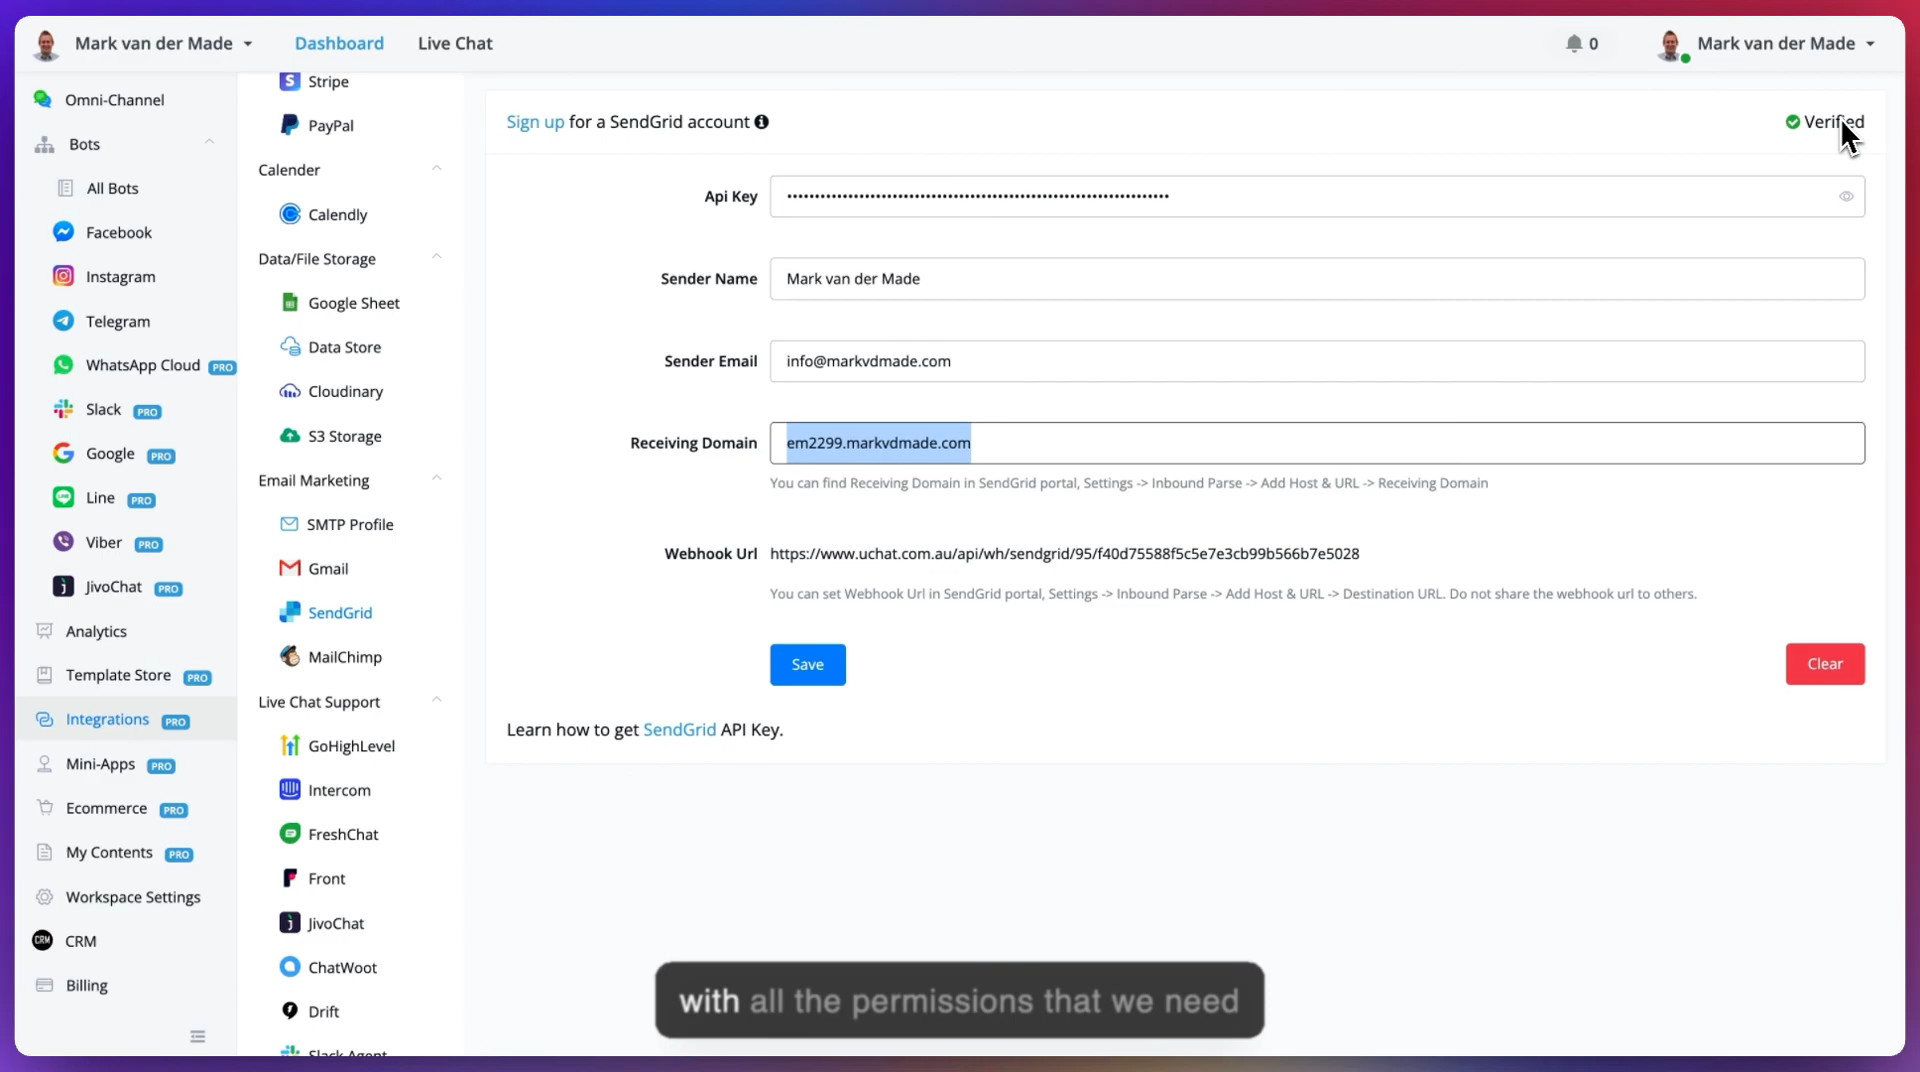 Mark van der Made
Dashboard
Live Chat
0
Mark van der Made
Omni-Channel
Bots
All Bots
Facebook
Instagram
Telegram
WhatsApp Cloud PRO
Slack PRO
Google PRO
Line PRO
Viber PRO
JivoChat PRO
Analytics
Template Store PRO
Integrations PRO
Mini-Apps PRO
Ecommerce PRO
My Contents PRO
Workspace Settings
CRM CRM
Billing
Stripe
PayPal
Calender
Calendly
Data/File Storage
Google Sheet
Data Store
Cloudinary
S3 Storage
Email Marketing
SMTP Profile
Gmail
SendGrid
MailChimp
Live Chat Support
GoHighLevel
Intercom
FreshChat
Front
JivoChat
ChatWoot
Drift
Slack Agent
Sign up for a SendGrid account
Verified
Api Key
Sender Name Mark van der Made
Sender Email info@markvdmade.com
Receiving Domain em2299.markvdmade.com
You can find Receiving Domain in SendGrid portal, Settings -> Inbound Parse -> Add Host & URL -> Receiving Domain
Webhook Url https://www.uchat.com.au/api/wh/sendgrid/95/f40d75588f5c5e7e3cb99b566b7e5028
You can set Webhook Url in SendGrid portal, Settings -> Inbound Parse -> Add Host & URL -> Destination URL. Do not share the webhook url to others.
Save
Clear
Learn how to get SendGrid API Key.
with all the permissions that we need